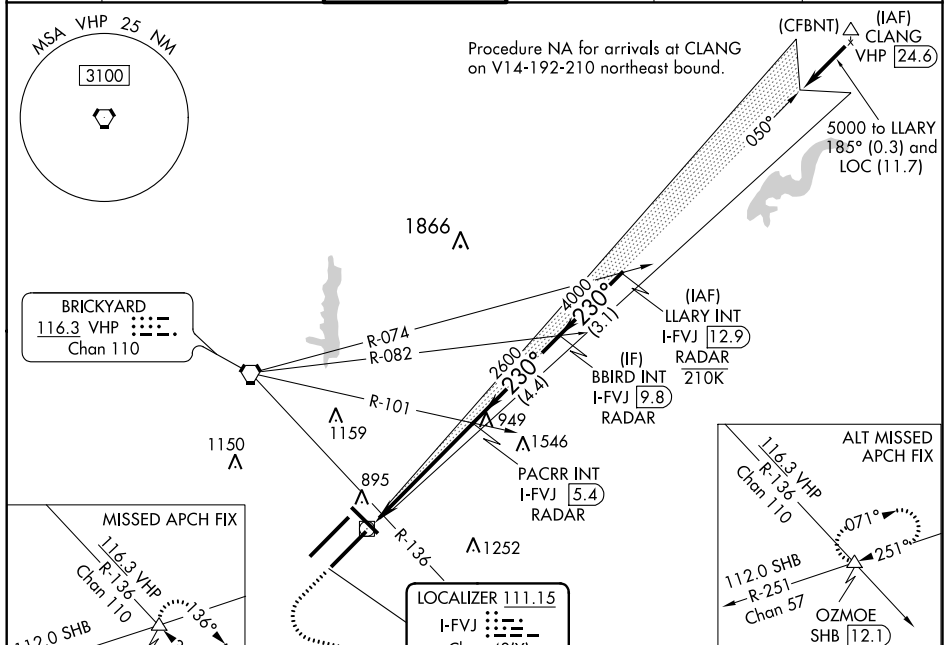 MSA VHP 25 NM
3100
Procedure NA for arrivals at CLANG
on V14-192-210 northeast bound.
(CFBNT)
(IAF)
CLANG
VHP 24.6
050°
5000 to LLARY
185° (0.3) and
LOC (11.7)
1866
BRICKYARD
116.3 VHP
Chan 110
R-074
R-082
R-101
4000
230°
(3.1)
2600
230°
(4.4)
(IAF)
LLARY INT
I-FVJ 12.9
RADAR
210K
(IF)
BBIRD INT
I-FVJ 9.8
RADAR
949
1159
1546
1150
PACRR INT
I-FVJ 5.4
RADAR
895
R-136
1252
MISSED APCH FIX
116.3 VHP
R-136
Chan 110
136°
112.0 SHB
LOCALIZER 111.15
I-FVJ
ALT MISSED
APCH FIX
116.3 VHP
R-136
Chan 110
071°
251°
112.0 SHB
R-251
Chan 57
OZMOE
SHB 12.1